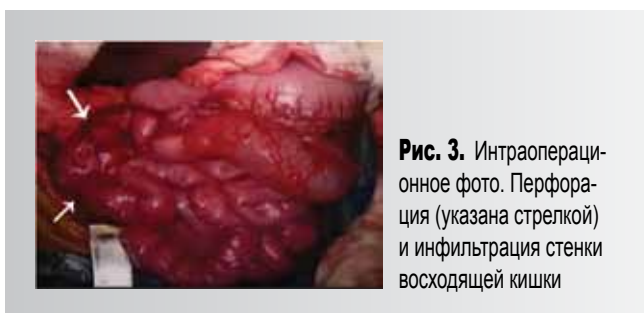 Рис. 3. Интраопераци-
онное фото. Перфора-
ция (указана стрелкой)
и инфильтрация стенки
восходящей кишки